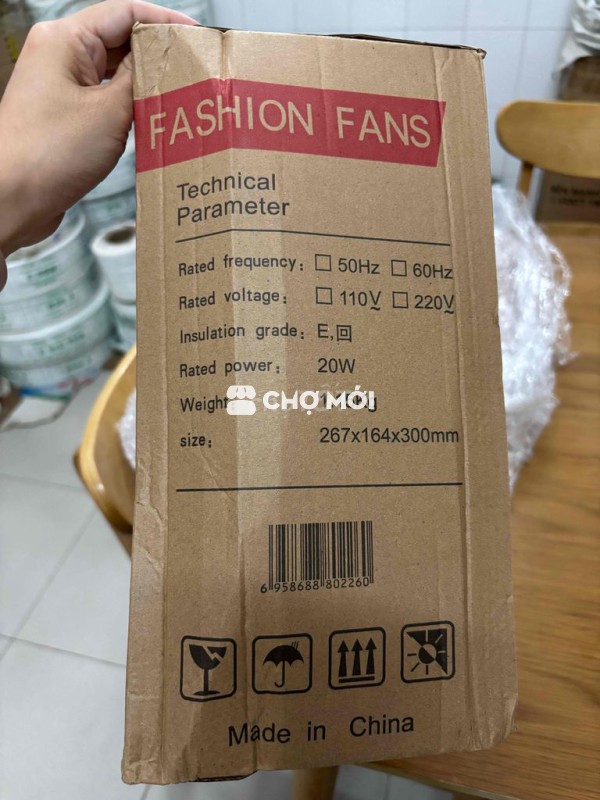 FASHION FANS
Technical
Parameter
Rated frequency: □ 50Hz □ 60Hz
Rated voltage: □ 110V □ 220V
Insulation grade: E,回
Rated power: 20W
Weight
CHỢ MỚI
size: 267x164x300mm
6 958688 802260
Made in China